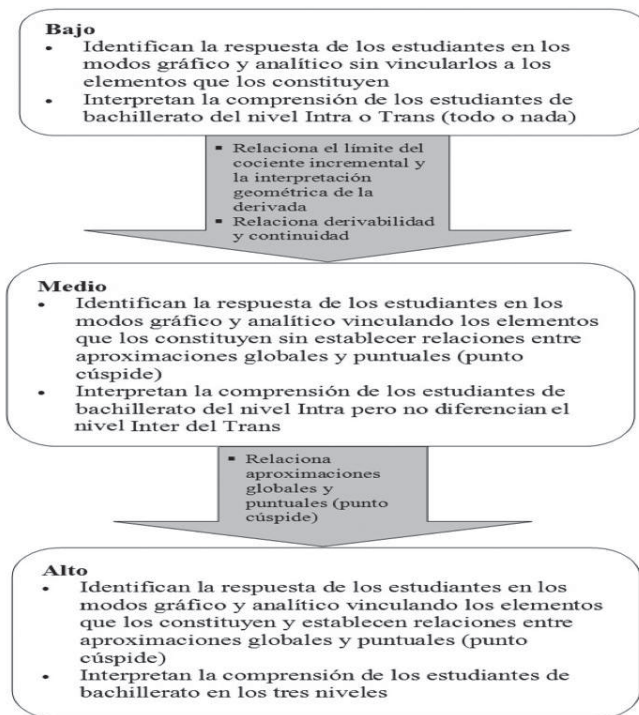 Bajo
• Identifican la respuesta de los estudiantes en los
modos gráfico y analítico sin vincularlos a los
elementos que los constituyen
• Interpretan la comprensión de los estudiantes de
bachillerato del nivel Intra o Trans (todo o nada)
▪ Relaciona el límite del
cociente incremental y
la interpretación
geométrica de la
derivada
▪ Relaciona derivabilidad
y continuidad
Medio
• Identifican la respuesta de los estudiantes en los
modos gráfico y analítico vinculando los elementos
que los constituyen sin establecer relaciones entre
aproximaciones globales y puntuales (punto
cúspide)
• Interpretan la comprensión de los estudiantes de
bachillerato del nivel Intra pero no diferencian el
nivel Inter del Trans
▪ Relaciona
aproximaciones
globales y
puntuales (punto
cúspide)
Alto
• Identifican la respuesta de los estudiantes en los
modos gráfico y analítico vinculando los elementos
que los constituyen y establecen relaciones entre
aproximaciones globales y puntuales (punto
cúspide)
• Interpretan la comprensión de los estudiantes de
bachillerato en los tres niveles